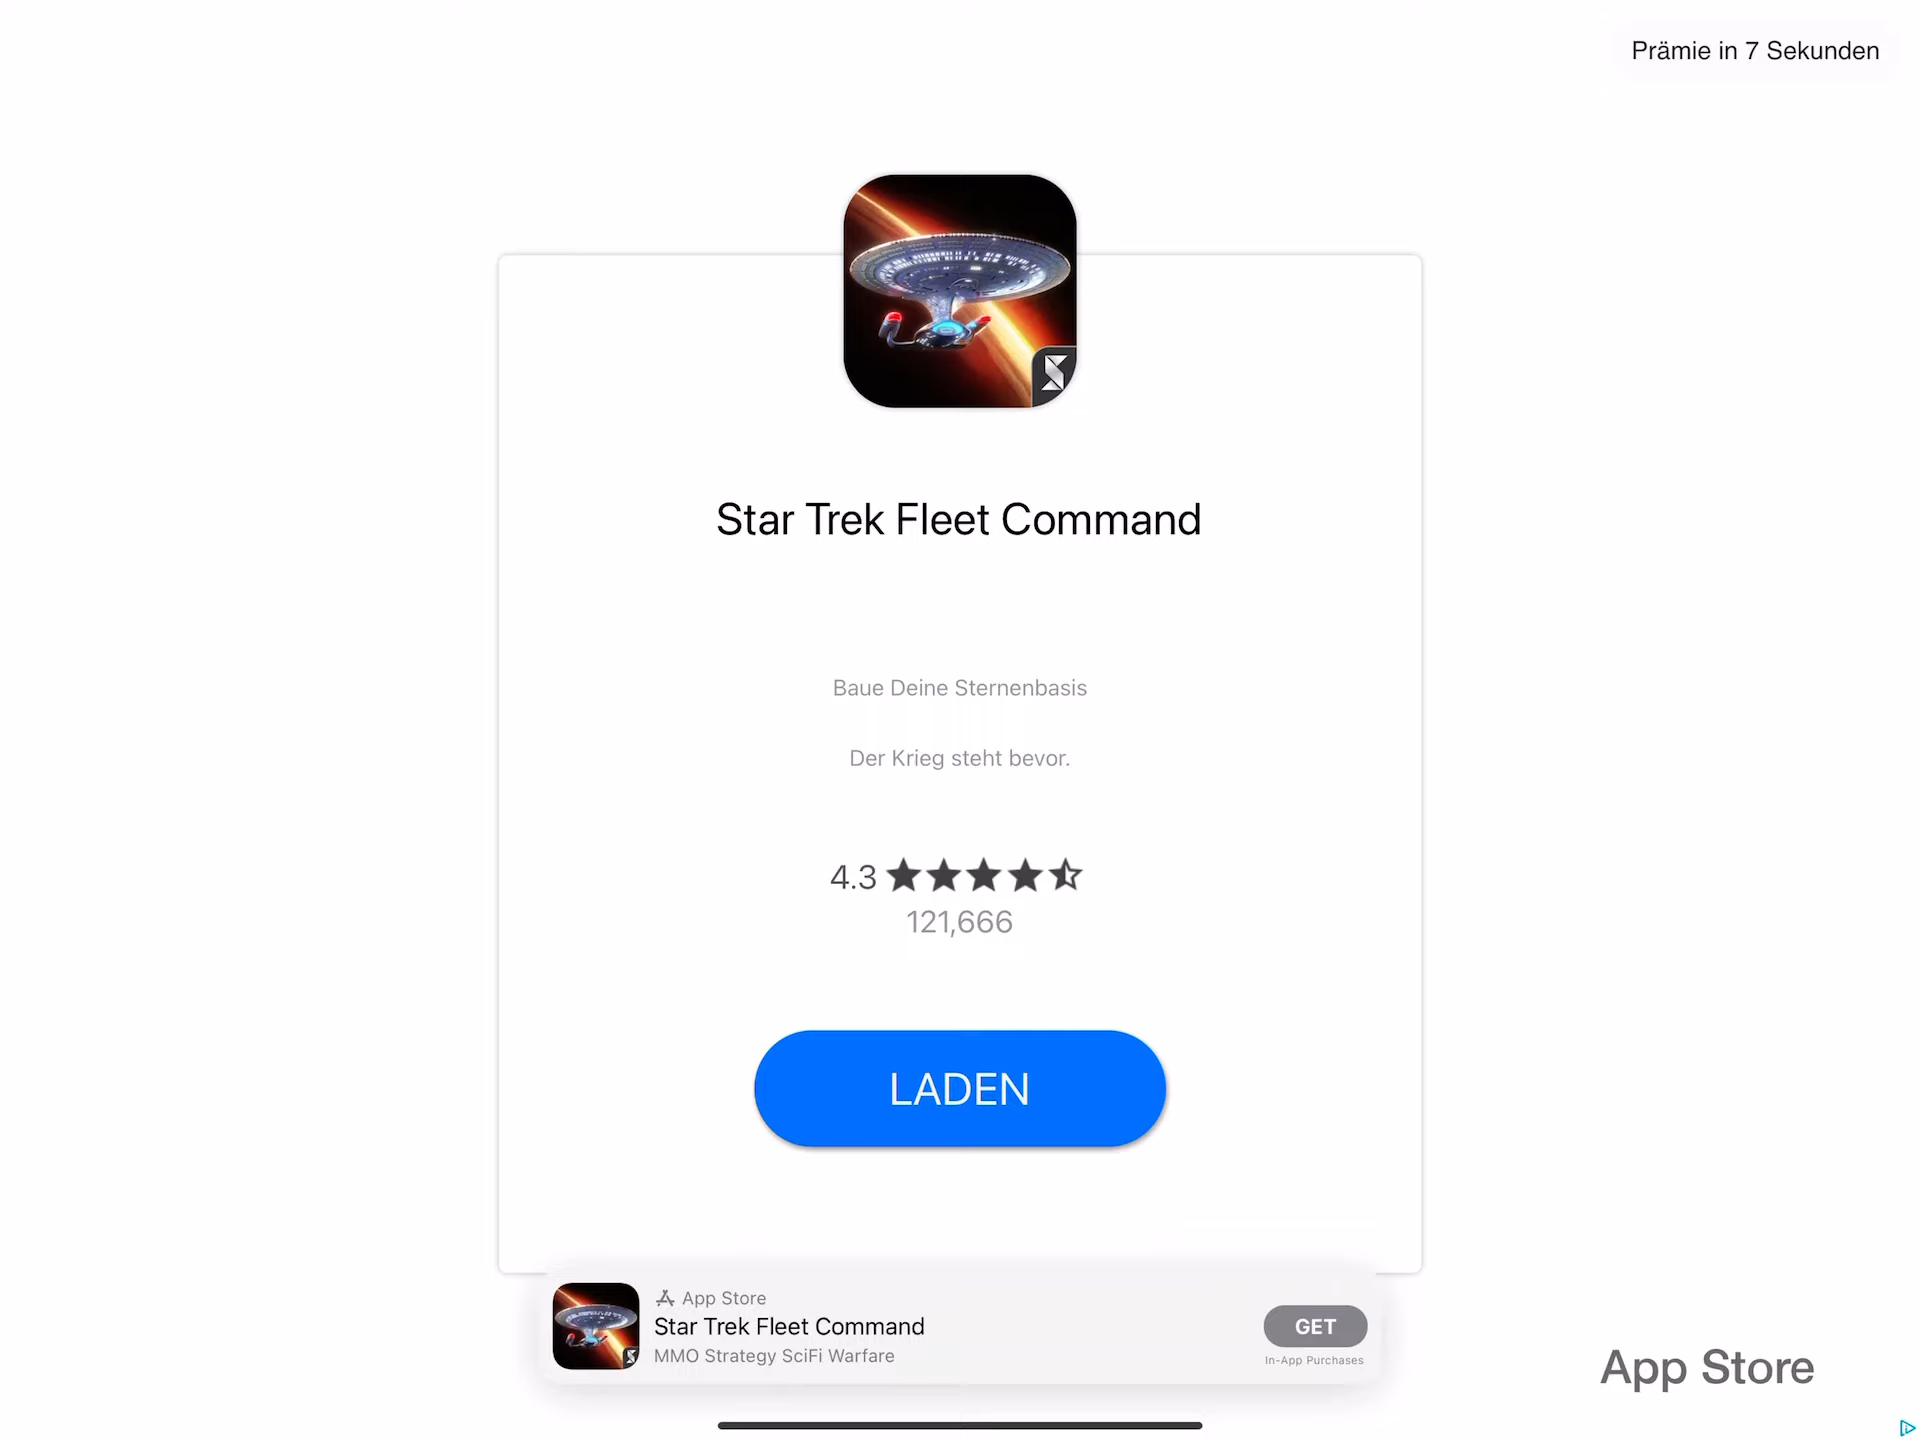 Prämie in 7 Sekunden
Star Trek Fleet Command
Baue Deine Sternenbasis
Der Krieg steht bevor.
4.3
121,666
LADEN
App Store
Star Trek Fleet Command
MMO Strategy SciFi Warfare
GET
In-App Purchases
App Store